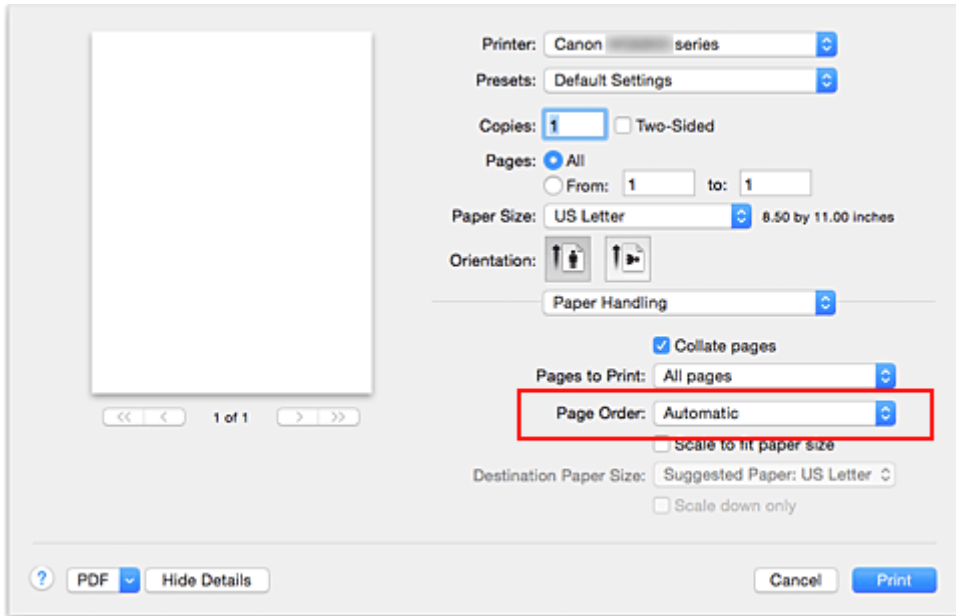 Printer: Canon series
Presets: Default Settings
Copies: 1 Two-Sided
Pages: All
From: 1 to: 1
Paper Size: US Letter 8.50 by 11.00 inches
Orientation:
Paper Handling
Collate pages
Pages to Print: All pages
<< < 1 of 1 > >>
Page Order: Automatic
Scale to fit paper size
Destination Paper Size: Suggested Paper: US Letter
Scale down only
? PDF Hide Details Cancel Print